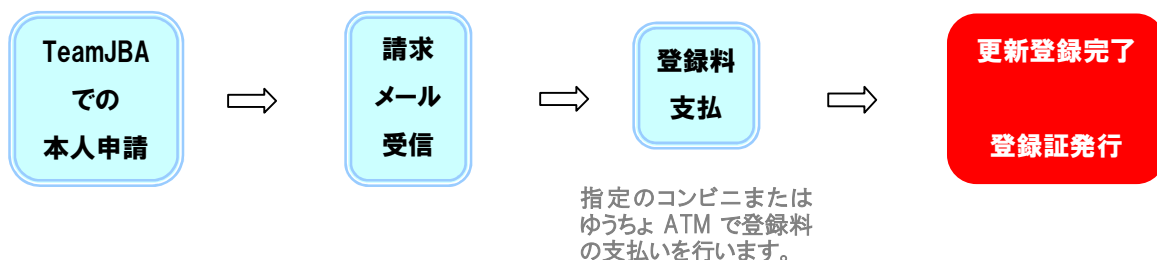 TeamJBA
での
本人申請
請求
メール
受信
登録料
支払
指定のコンビニまたは
ゆうちょ ATM で登録料
の支払いを行います。
更新登録完了
登録証発行